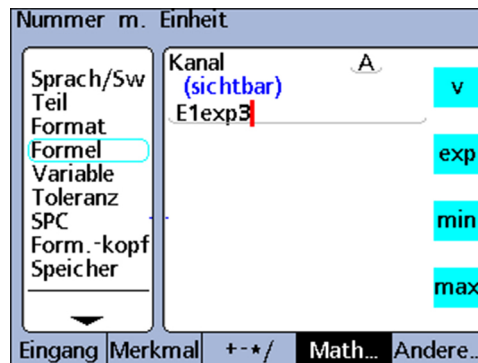 Nummer m. Einheit
Sprach/Sw
Teil
Format
Formel
Variable
Toleranz
SPC
Form.-kopf
Speicher
Kanal A
(sichtbar)
E1exp3
v
exp
min
max
Eingang Merkmal +-*/ Math... Andere..